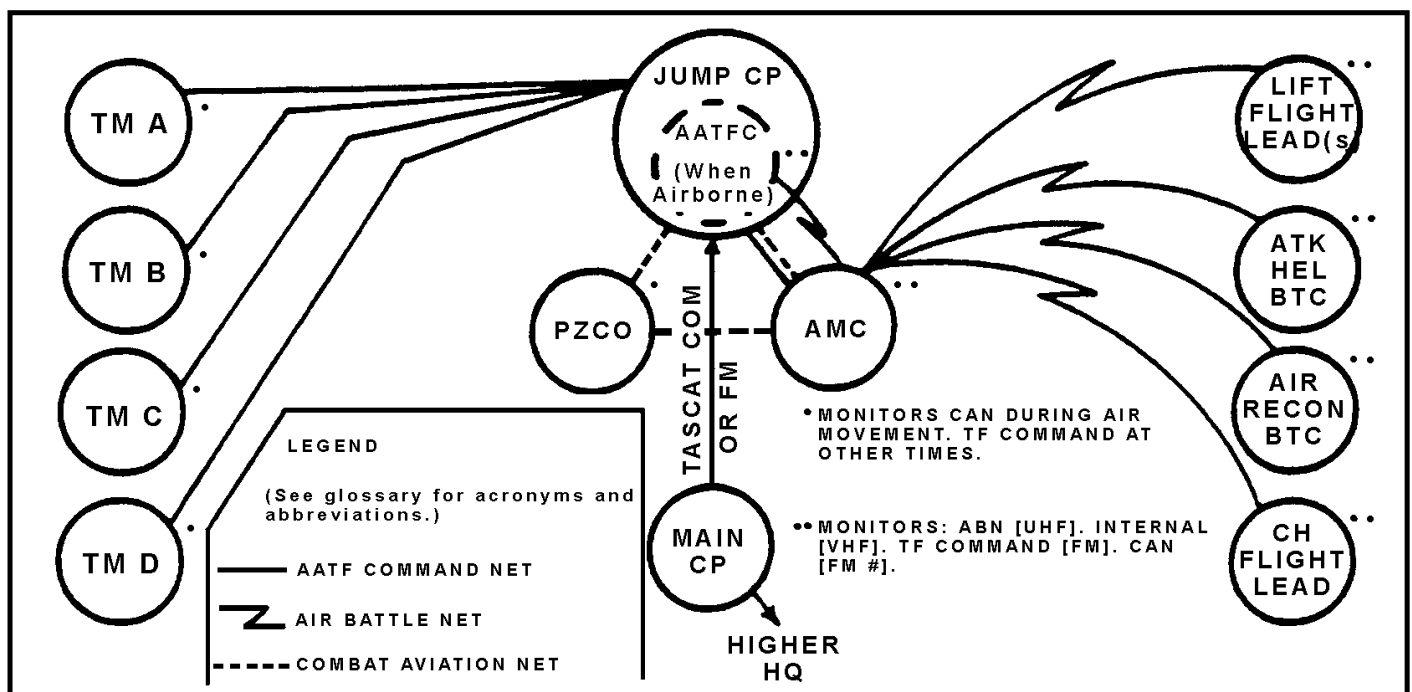 JUMP CP
AATFC
(When
Airborne)
TM A
TM B
TM C
TM D
PZCO
AMC
TASCAT COM
OR FM
MAIN
CP
HIGHER
HQ
LIFT
FLIGHT
LEAD(s)
ATK
HEL
BTC
AIR
RECON
BTC
CH
FLIGHT
LEAD
• MONITORS CAN DURING AIR
MOVEMENT. TF COMMAND AT
OTHER TIMES.
•• MONITORS: ABN [UHF]. INTERNAL
[VHF]. TF COMMAND [FM]. CAN
[FM #].
LEGEND
(See glossary for acronyms and
abbreviations.)
AATF COMMAND NET
AIR BATTLE NET
COMBAT AVIATION NET